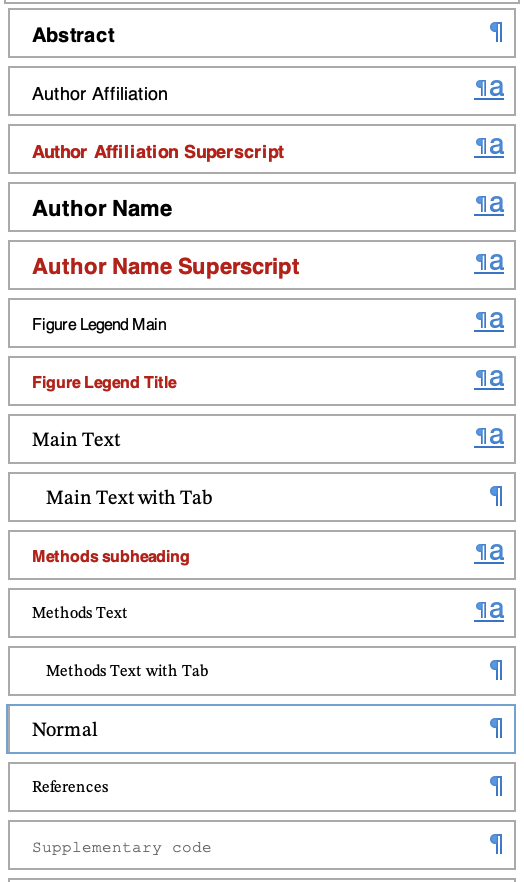 Abstract ¶
Author Affiliation ¶a
Author Affiliation Superscript ¶a
Author Name ¶a
Author Name Superscript ¶a
Figure Legend Main ¶a
Figure Legend Title ¶a
Main Text ¶a
Main Text with Tab ¶
Methods subheading ¶a
Methods Text ¶a
Methods Text with Tab ¶
Normal ¶
References ¶
Supplementary code ¶